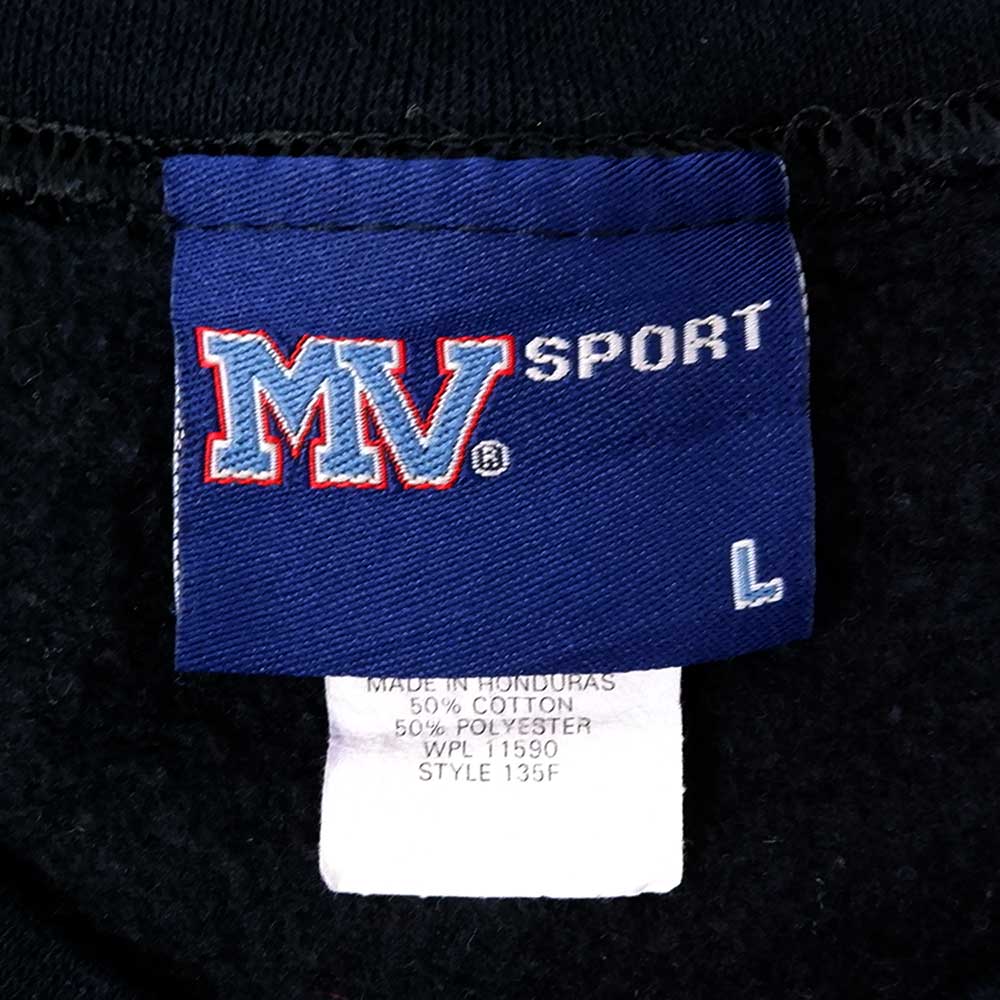 MV® SPORT
L
MADE IN HONDURAS
50% COTTON
50% POLYESTER
WPL 11590
STYLE 135F